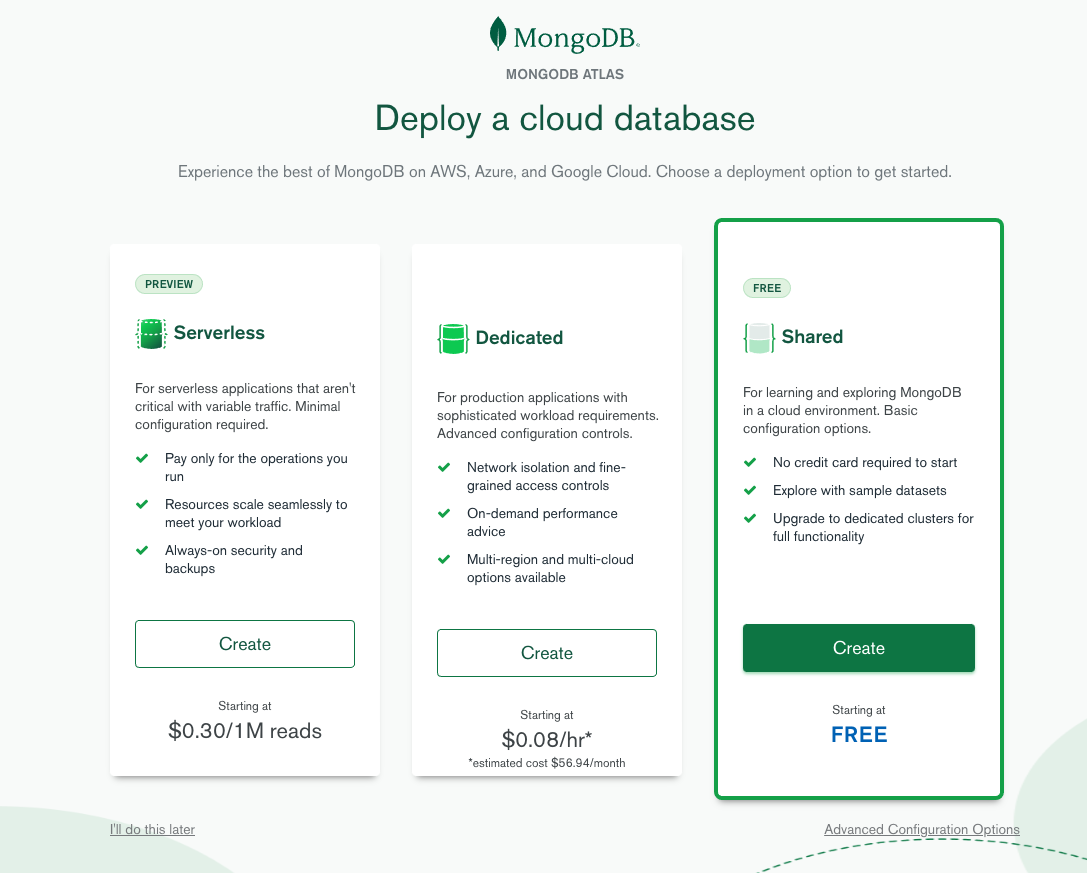 MongoDB.
MONGODB ATLAS
Deploy a cloud database
Experience the best of MongoDB on AWS, Azure, and Google Cloud. Choose a deployment option to get started.
PREVIEW
Serverless
For serverless applications that aren't
critical with variable traffic. Minimal
configuration required.
Pay only for the operations you
run
Resources scale seamlessly to
meet your workload
Always-on security and
backups
Create
Starting at
$0.30/1M reads
Dedicated
For production applications with
sophisticated workload requirements.
Advanced configuration controls.
Network isolation and fine-
grained access controls
On-demand performance
advice
Multi-region and multi-cloud
options available
Create
Starting at
$0.08/hr*
*estimated cost $56.94/month
FREE
Shared
For learning and exploring MongoDB
in a cloud environment. Basic
configuration options.
No credit card required to start
Explore with sample datasets
Upgrade to dedicated clusters for
full functionality
Create
Starting at
FREE
I'll do this later
Advanced Configuration Options